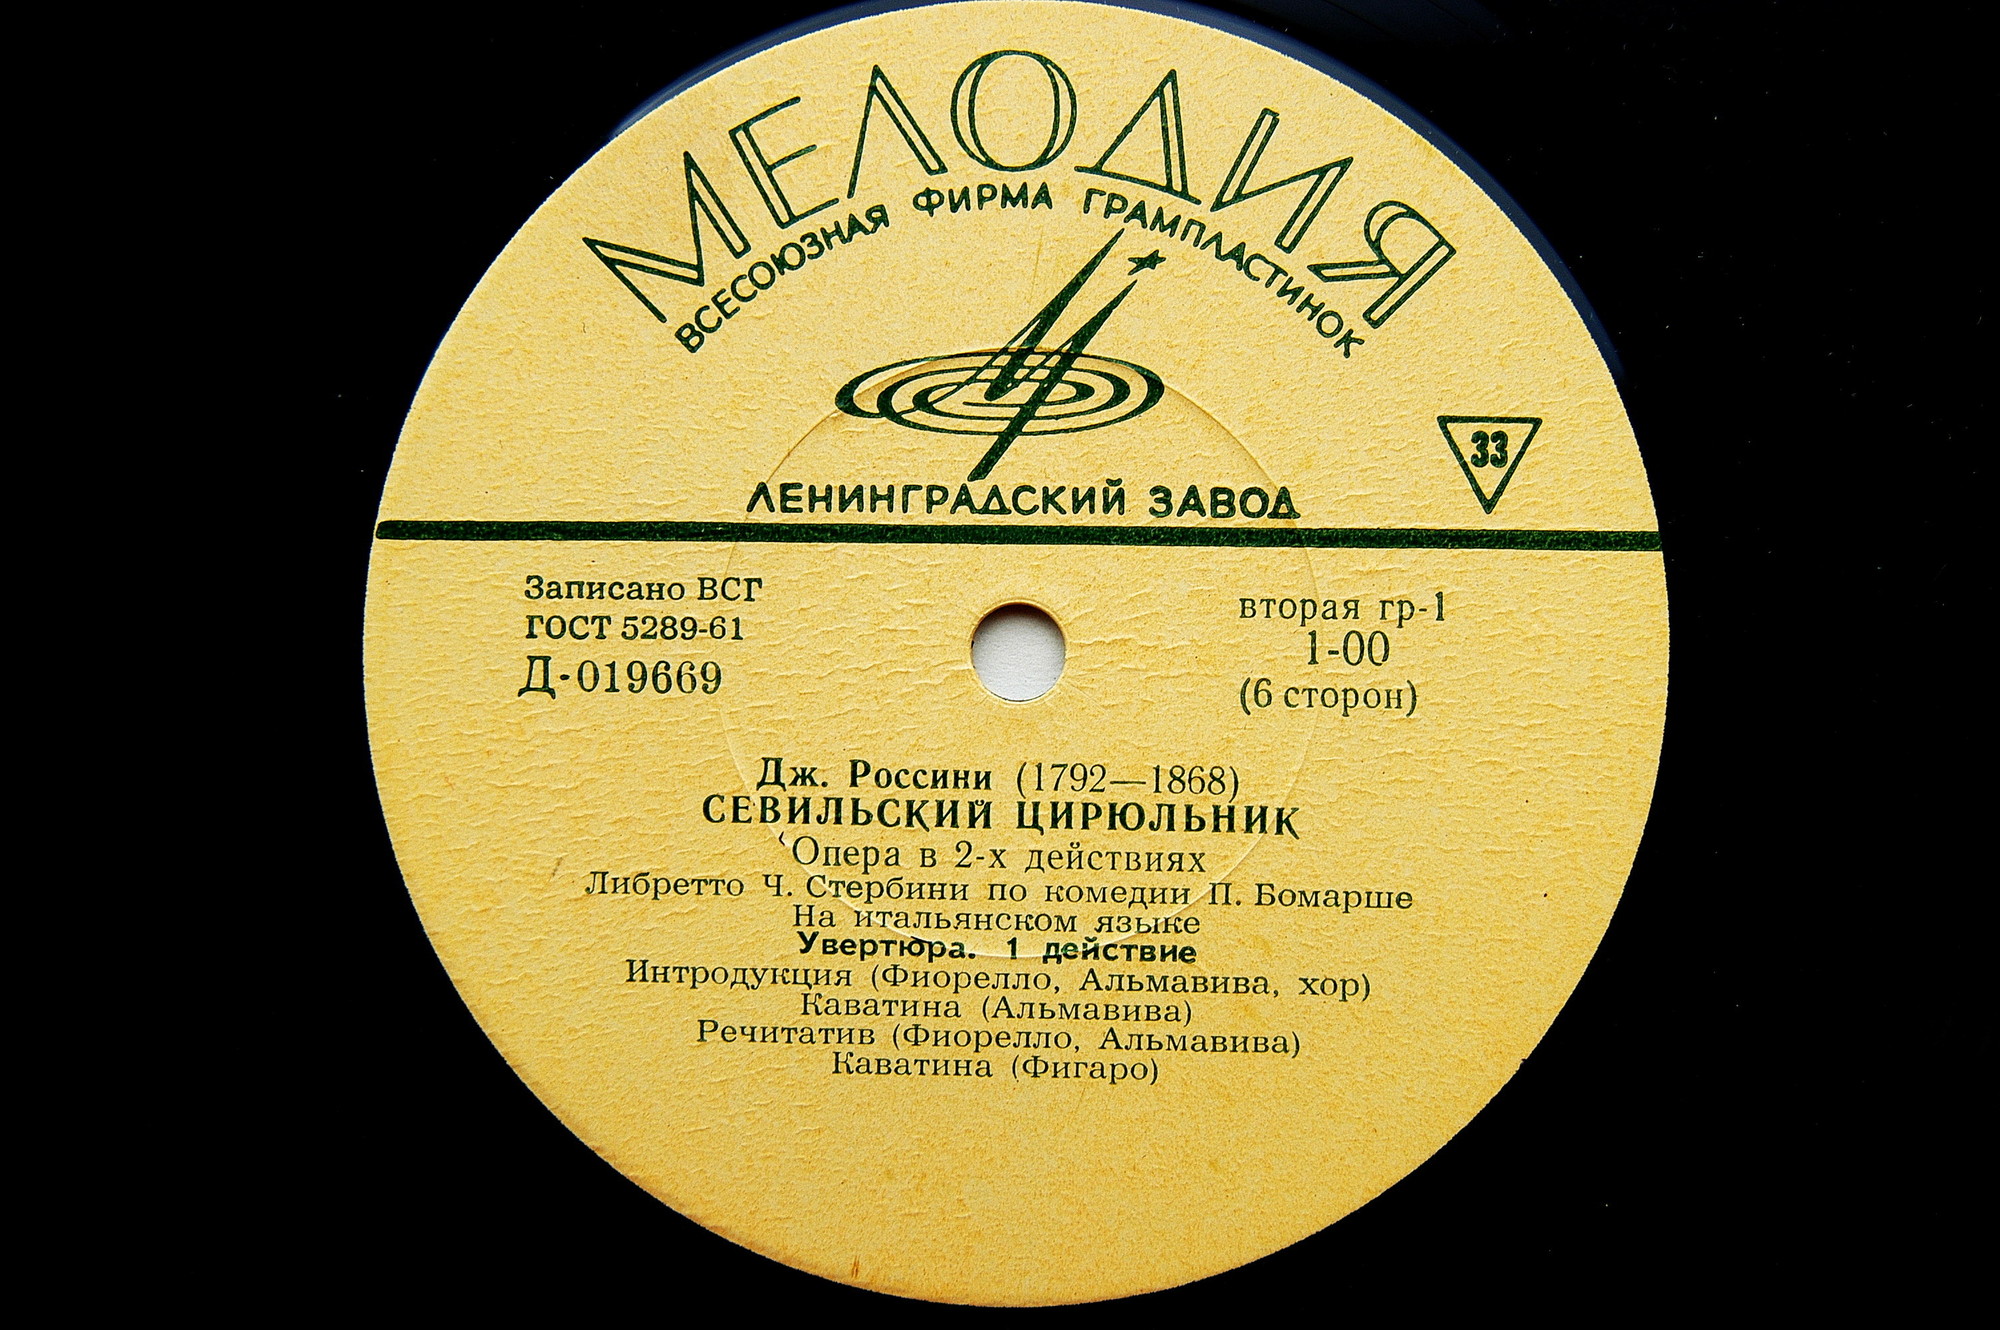 МЕЛОДИЯ
ВСЕСОЮЗНАЯ ФИРМА ГРАМПЛАСТИНОК
33
ЛЕНИНГРАДСКИЙ ЗАВОД
Записано ВСГ
ГОСТ 5289-61
Д-019669
вторая гр-1
1-00
(6 сторон)
Дж. Россини (1792—1868)
СЕВИЛЬСКИЙ ЦИРЮЛЬНИК
Опера в 2-х действиях
Либретто Ч. Стербини по комедии П. Бомарше
На итальянском языке
Увертюра. 1 действие
Интродукция (Фиорелло, Альмавива, хор)
Каватина (Альмавива)
Речитатив (Фиорелло, Альмавива)
Каватина (Фигаро)